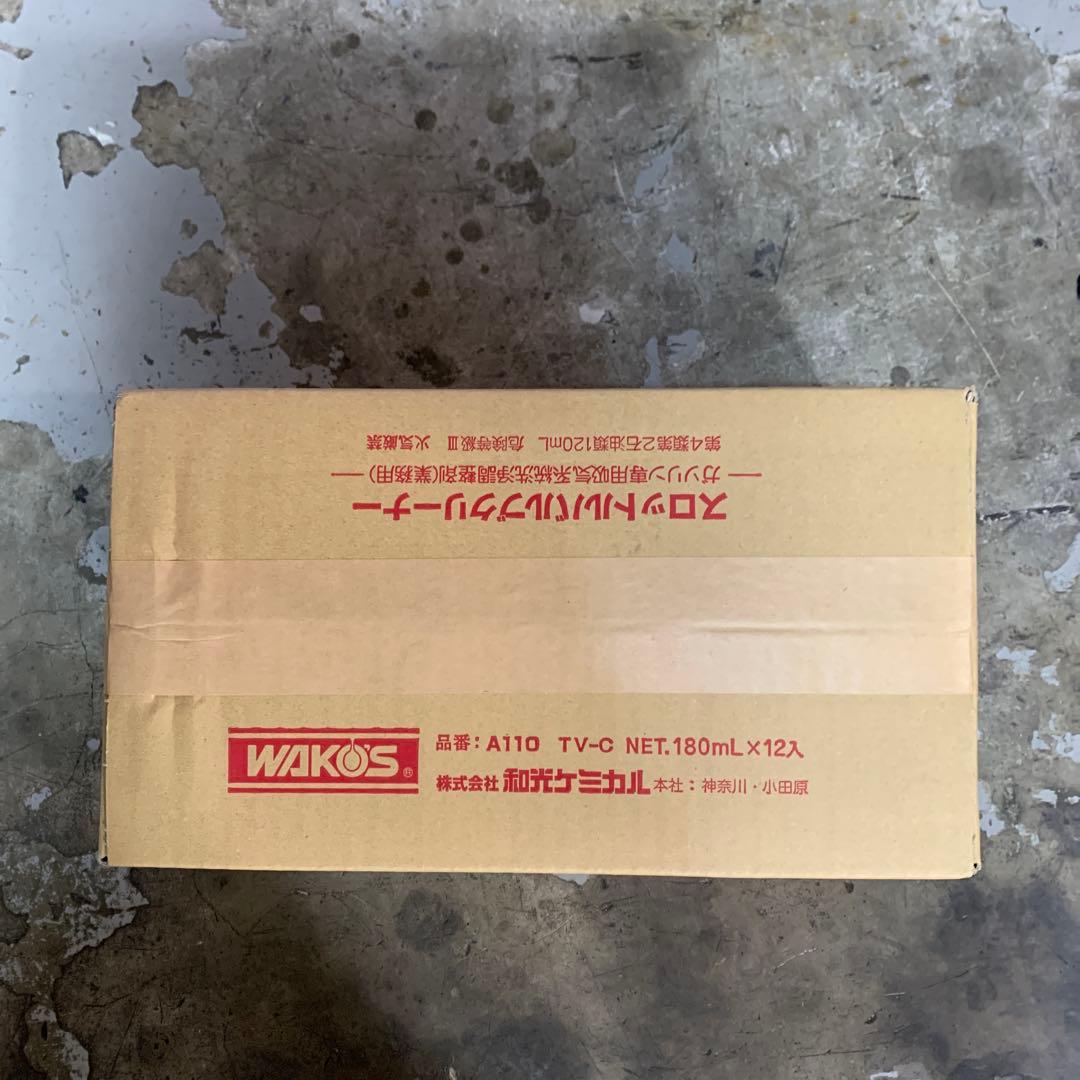 スロットルバルブクリーナー
― ガソリン専用吸気系統洗浄調整剤(業務用) ―
第4類第2石油類120mL 危険等級Ⅲ 火気厳禁
WAKO'S ®
品番: A110 TV-C NET.180mL×12入
株式会社 和光ケミカル 本社: 神奈川・小田原